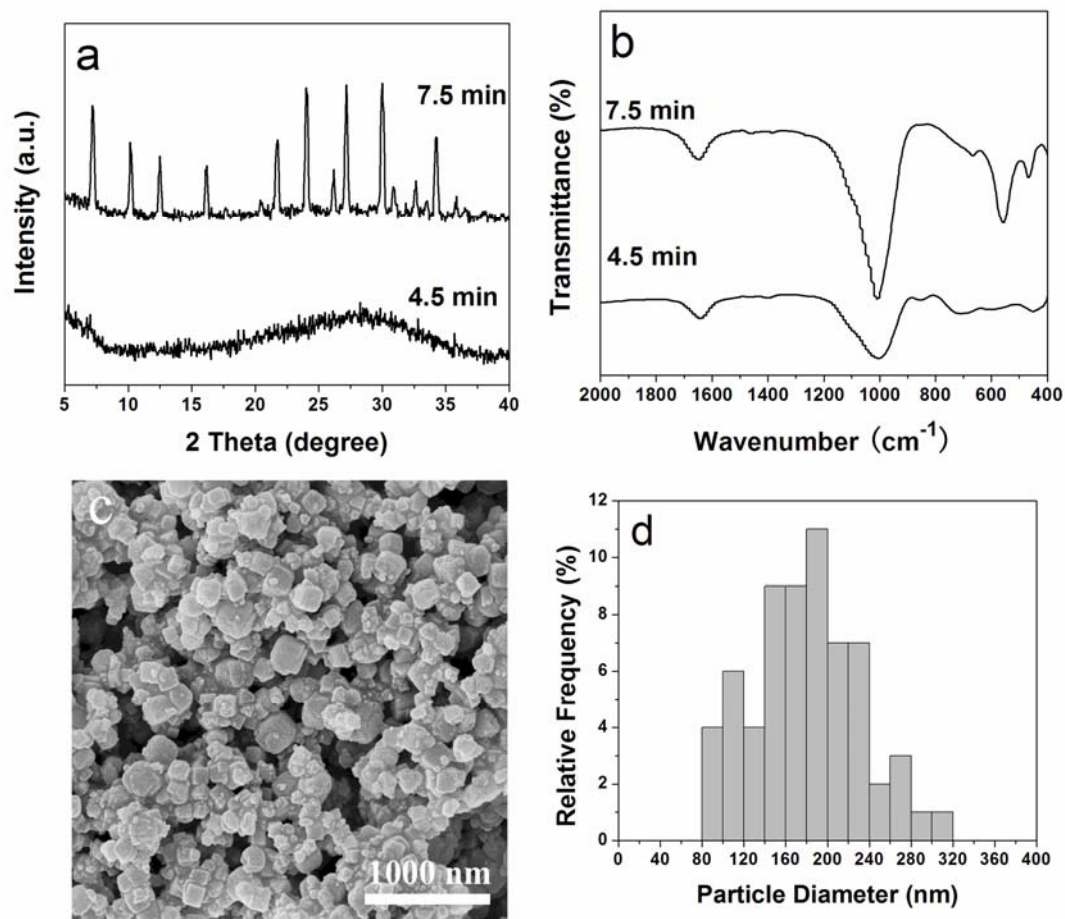 a
7.5 min
4.5 min
Intensity (a.u.)
5 10 15 20 25 30 35 40
2 Theta (degree)
b
7.5 min
4.5 min
Transmittance (%)
2000 1800 1600 1400 1200 1000 800 600 400
Wavenumber (cm⁻¹)
c
1000 nm
d
12
10
8
6
4
2
0
Relative Frequency (%)
0 40 80 120 160 200 240 280 320 360 400
Particle Diameter (nm)